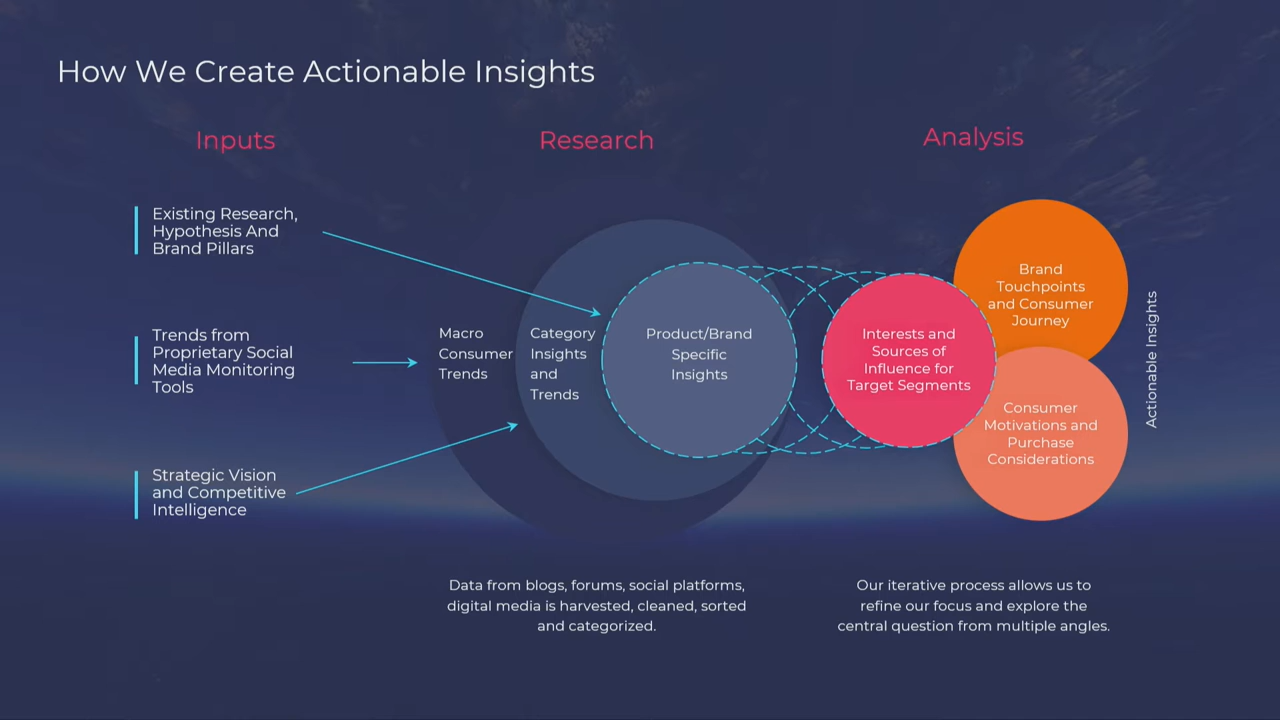 How We Create Actionable Insights
Inputs
Research
Analysis
Existing Research,
Hypothesis And
Brand Pillars
Trends from
Proprietary Social
Media Monitoring
Tools
Strategic Vision
and Competitive
Intelligence
Macro
Consumer
Trends
Category
Insights
and
Trends
Product/Brand
Specific
Insights
Interests and
Sources of
Influence for
Target Segments
Brand
Touchpoints
and Consumer
Journey
Consumer
Motivations and
Purchase
Considerations
Actionable Insights
Data from blogs, forums, social platforms,
digital media is harvested, cleaned, sorted
and categorized.
Our iterative process allows us to
refine our focus and explore the
central question from multiple angles.